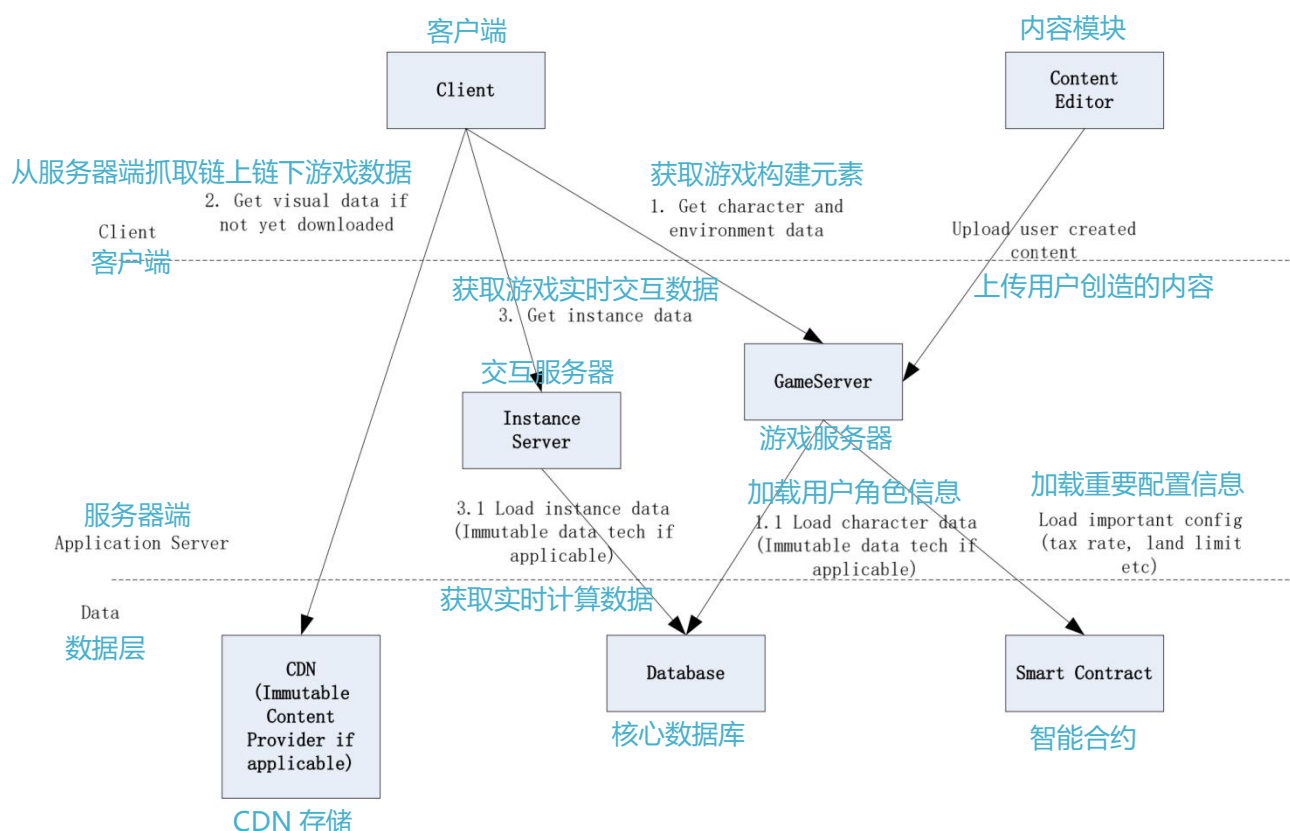 客户端
内容模块
Client
Content
Editor
从服务器端抓取链上链下游戏数据
2. Get visual data if
not yet downloaded
获取游戏构建元素
1. Get character and
environment data
Upload user created
content
Client
客户端
上传用户创造的内容
获取游戏实时交互数据
3. Get instance data
交互服务器
Instance
Server
GameServer
游戏服务器
服务器端
Application Server
3.1 Load instance data
(Immutable data tech if
applicable)
加载用户角色信息
1.1 Load character data
(Immutable data tech if
applicable)
加载重要配置信息
Load important config
(tax rate, land limit
etc)
获取实时计算数据
Data
数据层
CDN
(Immutable
Content
Provider if
applicable)
CDN 存储
Database
核心数据库
Smart Contract
智能合约